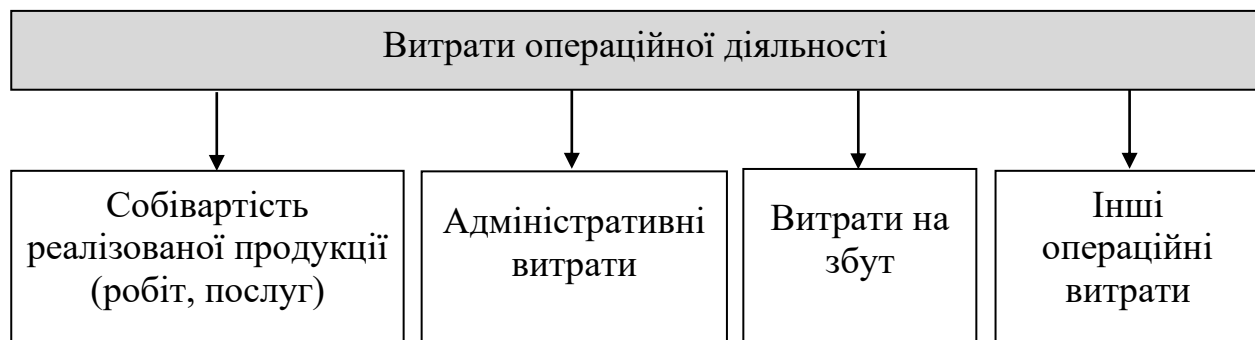 Витрати операційної діяльності
Собівартість
реалізованої продукції
(робіт, послуг)
Адміністративні
витрати
Витрати на
збут
Інші
операційні
витрати